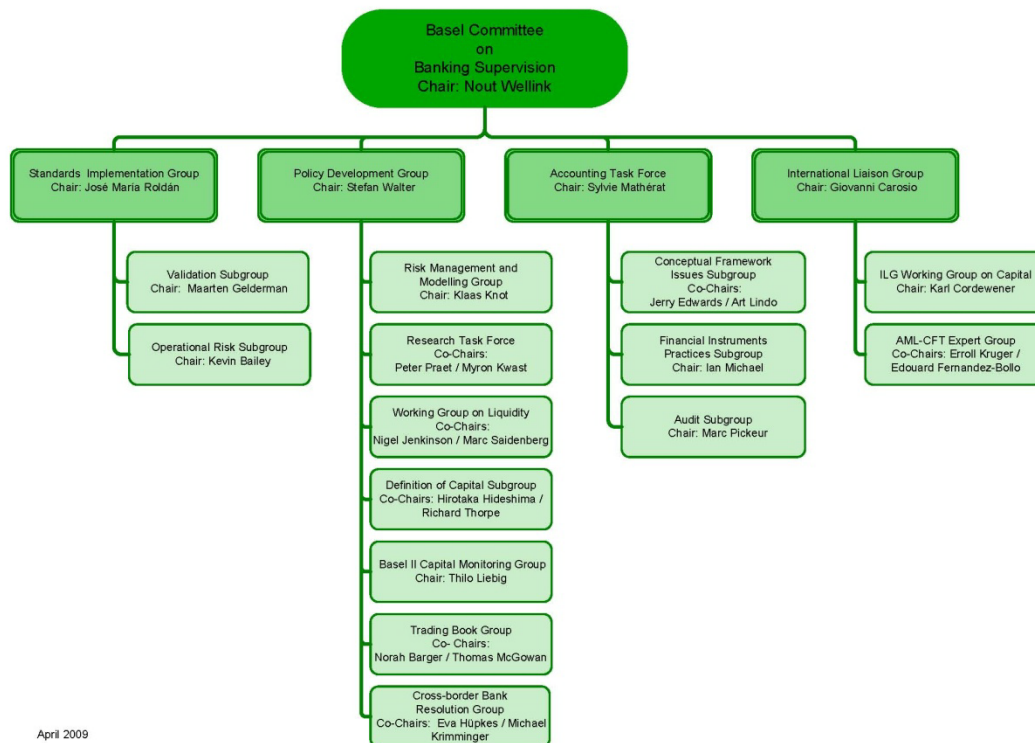 Basel Committee
on
Banking Supervision
Chair: Nout Wellink
Standards Implementation Group
Chair: José María Roldán
Policy Development Group
Chair: Stefan Walter
Accounting Task Force
Chair: Sylvie Mathérat
International Liaison Group
Chair: Giovanni Carosio
Validation Subgroup
Chair: Maarten Gelderman
Operational Risk Subgroup
Chair: Kevin Bailey
Risk Management and
Modelling Group
Chair: Klaas Knot
Research Task Force
Co-Chairs:
Peter Praet / Myron Kwast
Working Group on Liquidity
Co-Chairs:
Nigel Jenkinson / Marc Saidenberg
Definition of Capital Subgroup
Co-Chairs: Hirotaka Hideshima /
Richard Thorpe
Basel II Capital Monitoring Group
Chair: Thilo Liebig
Trading Book Group
Co- Chairs:
Norah Barger / Thomas McGowan
Cross-border Bank
Resolution Group
Co-Chairs: Eva Hüpkes / Michael
Krimminger
Conceptual Framework
Issues Subgroup
Co-Chairs:
Jerry Edwards / Art Lindo
Financial Instruments
Practices Subgroup
Chair: Ian Michael
Audit Subgroup
Chair: Marc Pickeur
ILG Working Group on Capital
Chair: Karl Cordewener
AML-CFT Expert Group
Co-Chairs: Erroll Kruger /
Edouard Fernandez-Bollo
April 2009